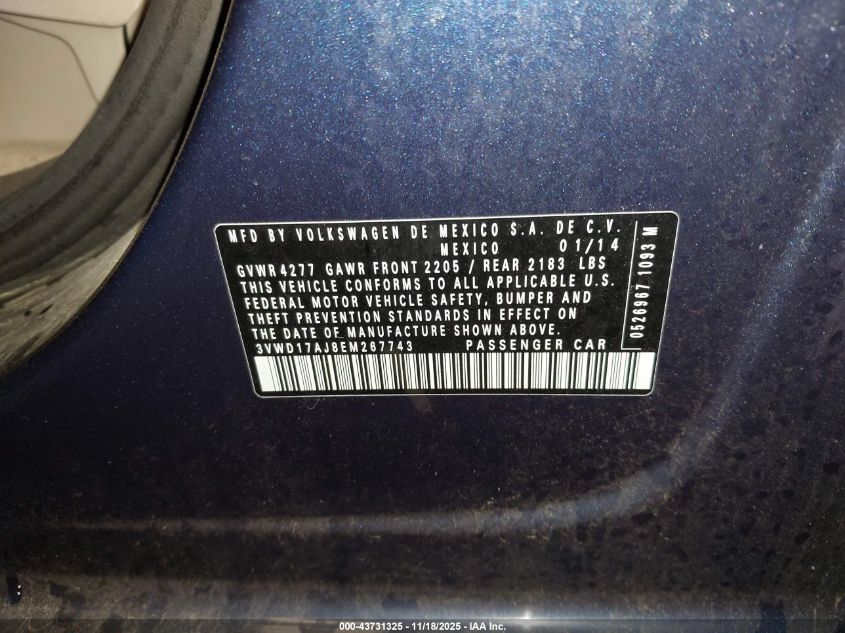 MFD BY VOLKSWAGEN DE MEXICO S.A. DE C.V.
MEXICO 01/14
GVWR 4277 GAWR FRONT 2205 / REAR 2183 LBS
THIS VEHICLE CONFORMS TO ALL APPLICABLE U.S.
FEDERAL MOTOR VEHICLE SAFETY, BUMPER AND
THEFT PREVENTION STANDARDS IN EFFECT ON
THE DATE OF MANUFACTURE SHOWN ABOVE.
3VWD17AJ8EM267743 PASSENGER CAR
0526967 1093 M
000-43731325 - 11/18/2025 - IAA Inc.